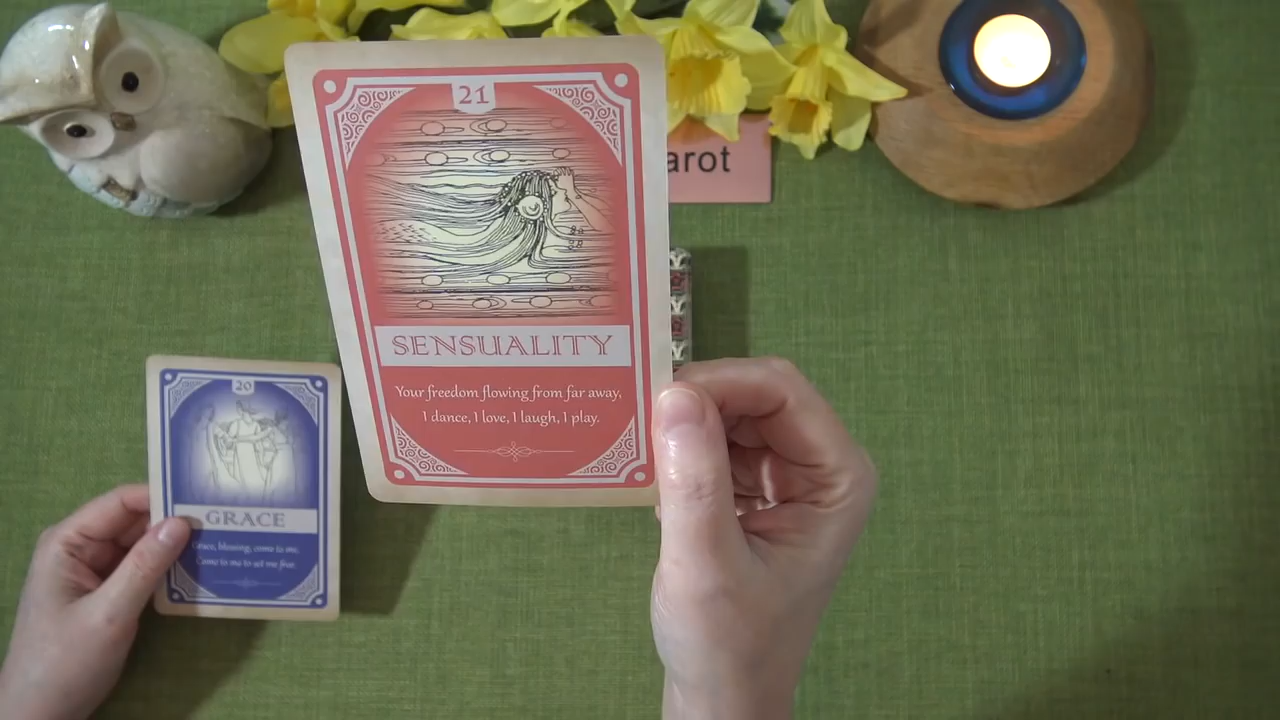 21
SENSUALITY
Your freedom flowing from far away,
I dance, I love, I laugh, I play.
arot
20
GRACE
Grace, blessing, come to me,
Come to me to set me free.